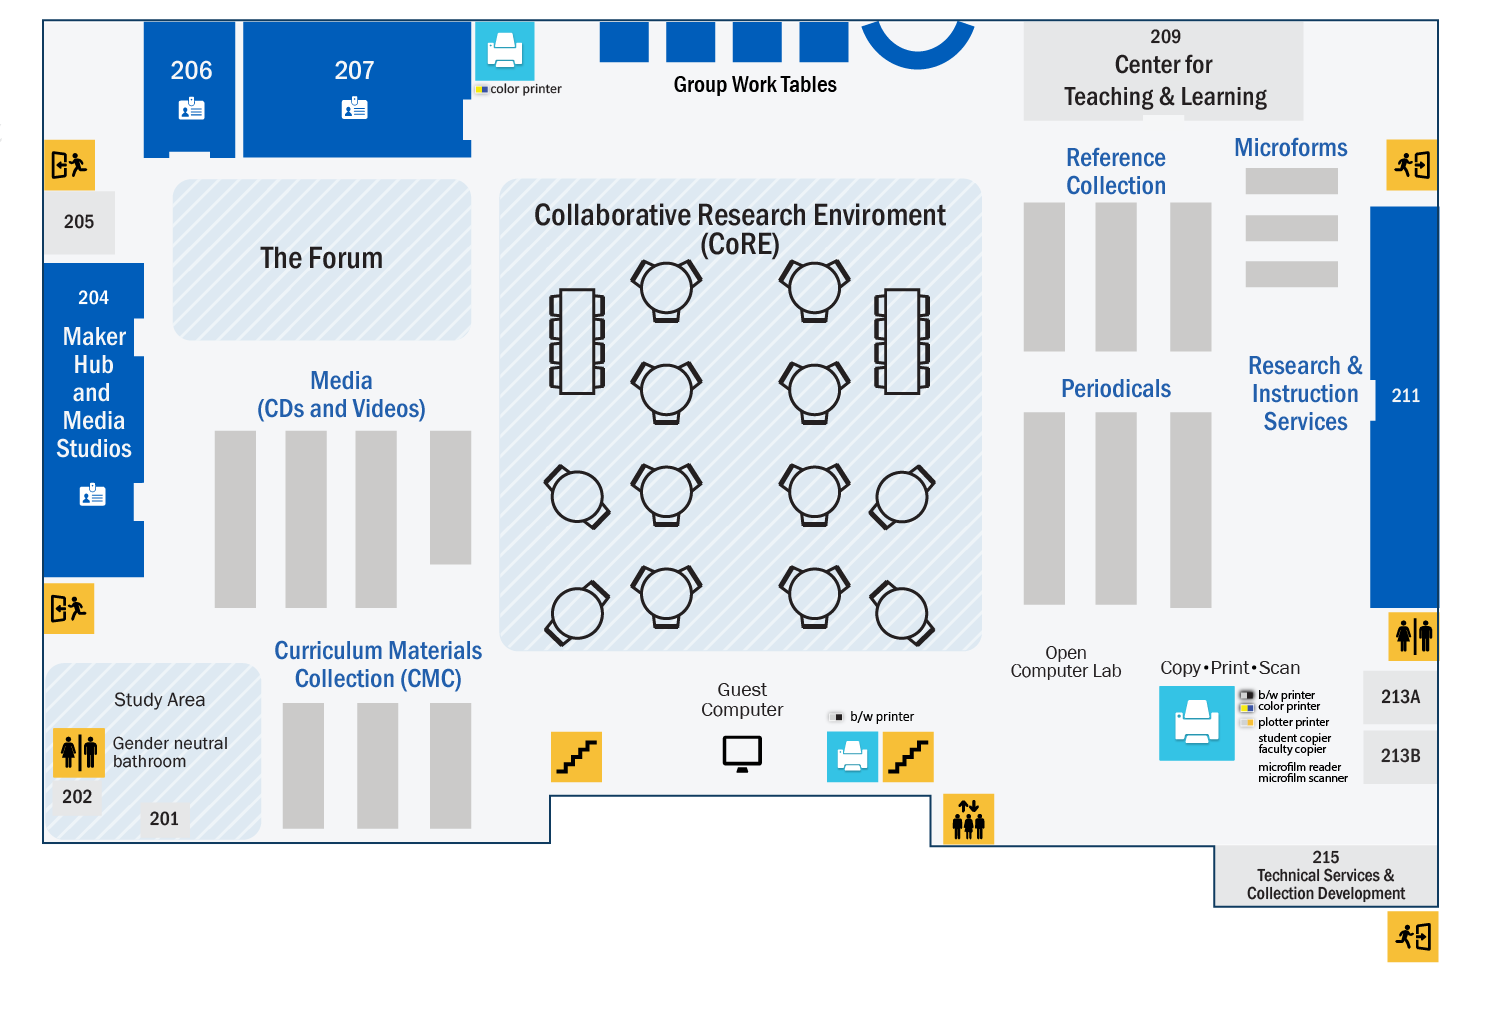 206
207
color printer
Group Work Tables
209
Center for
Teaching & Learning
Reference
Collection
Microforms
205
The Forum
Collaborative Research Enviroment
(CoRE)
204
Maker
Hub
and
Media
Studios
Media
(CDs and Videos)
Periodicals
Research &
Instruction
Services
211
Curriculum Materials
Collection (CMC)
Study Area
Gender neutral
bathroom
202
201
Guest
Computer
b/w printer
Open
Computer Lab
Copy•Print•Scan
b/w printer
color printer
plotter printer
student copier
faculty copier
microfilm reader
microfilm scanner
213A
213B
215
Technical Services &
Collection Development